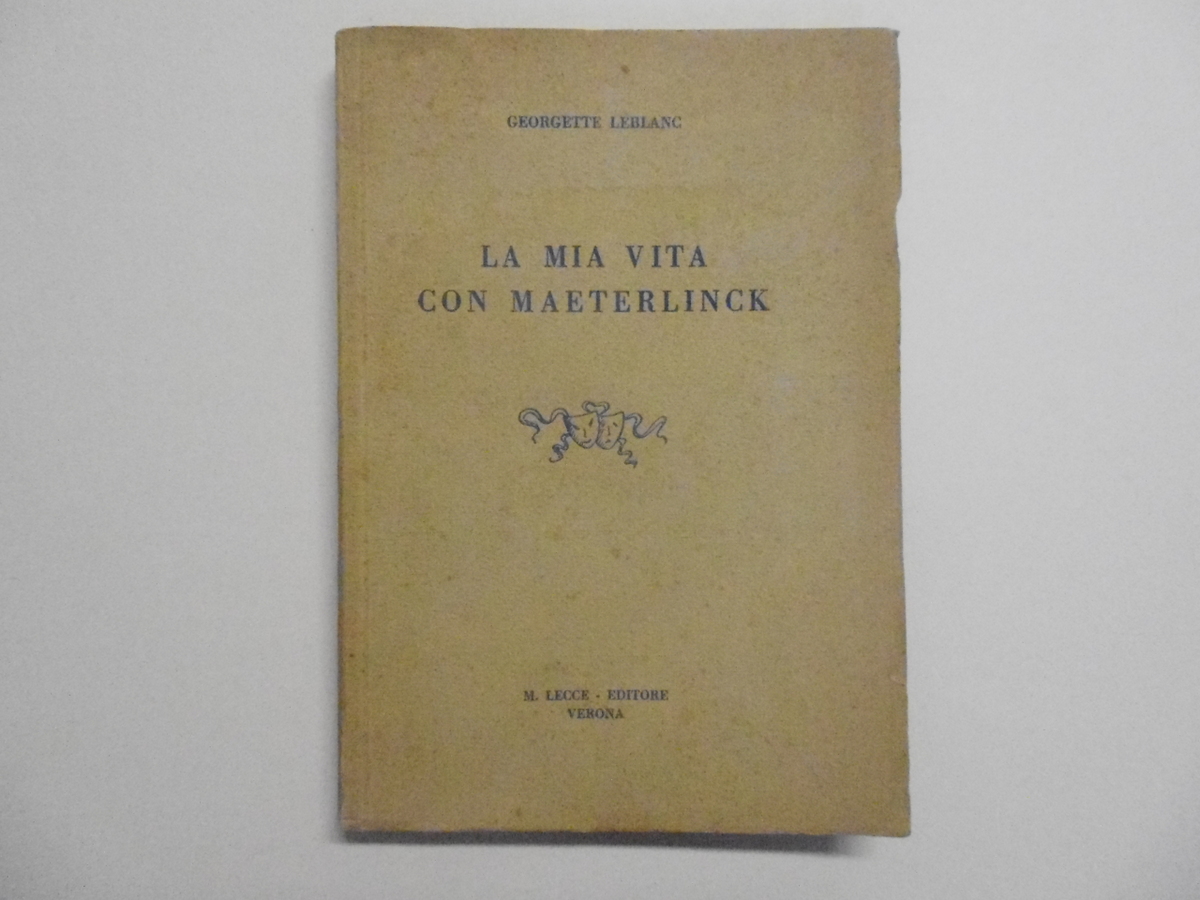 GEORGETTE LEBLANC
LA MIA VITA
CON MAETERLINCK
M. LECCE - EDITORE
VERONA